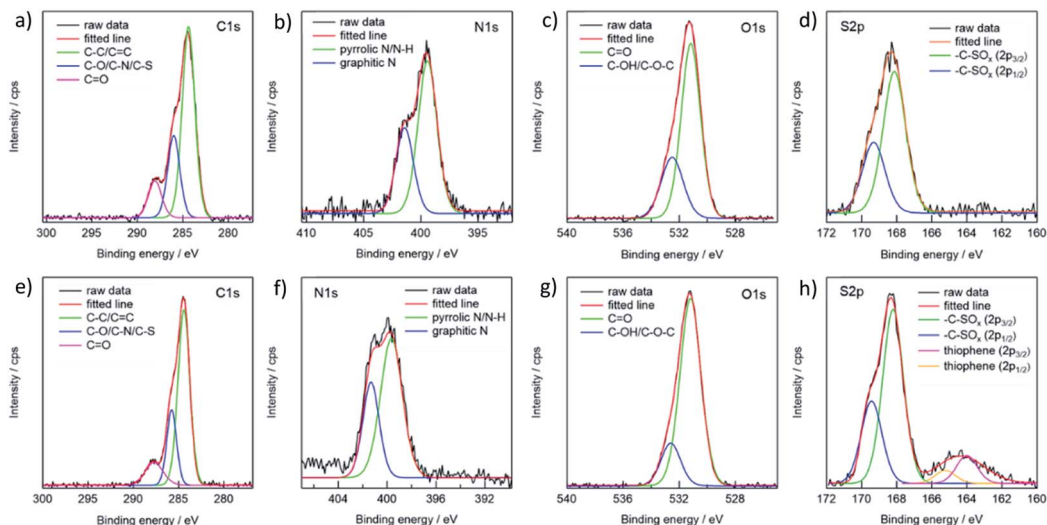 a)
C1s
raw data
fitted line
C-C/C=C
C-O/C-N/C-S
C=O
Intensity / cps
300 295 290 285 280
Binding energy / eV
b)
N1s
raw data
fitted line
pyrrolic N/N-H
graphitic N
Intensity / cps
410 405 400 395
Binding energy / eV
c)
O1s
raw data
fitted line
C=O
C-OH/C-O-C
Intensity / cps
540 535 530 525
Binding energy / eV
d)
S2p
raw data
fitted line
-C-SOₓ (2p₃/₂)
-C-SOₓ (2p₁/₂)
Intensity / cps
172 170 168 166 164 162 160
Binding energy / eV
e)
C1s
raw data
fitted line
C-C/C=C
C-O/C-N/C-S
C=O
Intensity / cps
300 295 290 285 280
Binding energy / eV
f)
N1s
raw data
fitted line
pyrrolic N/N-H
graphitic N
Intensity / cps
404 400 396 392
Binding energy / eV
g)
O1s
raw data
fitted line
C=O
C-OH/C-O-C
Intensity / cps
540 535 530 525
Binding energy / eV
h)
S2p
raw data
fitted line
-C-SOₓ (2p₃/₂)
-C-SOₓ (2p₁/₂)
thiophene (2p₃/₂)
thiophene (2p₁/₂)
Intensity / cps
172 170 168 166 164 162 160
Binding energy / eV